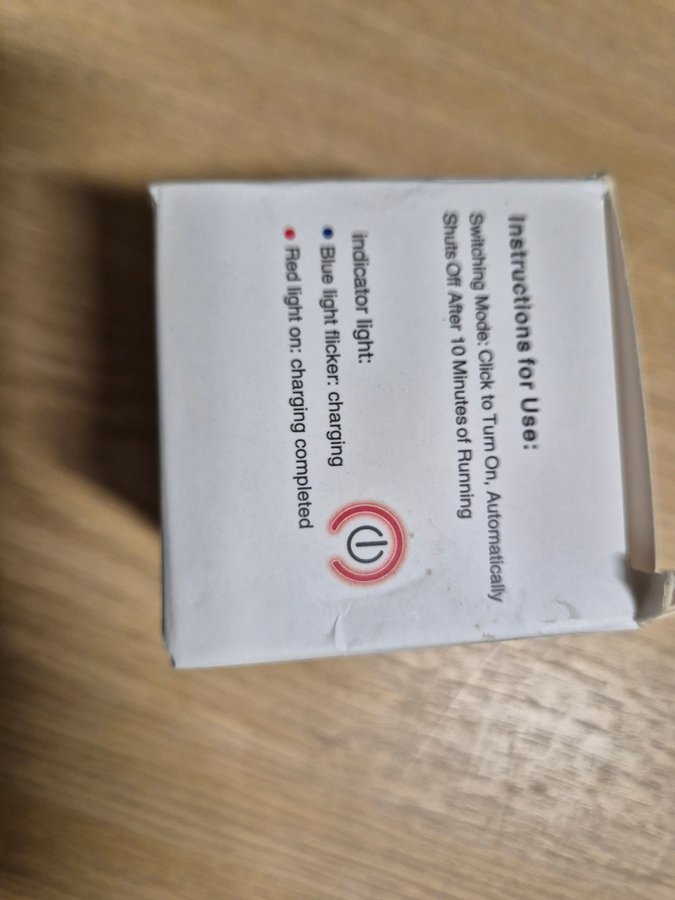 Instructions for Use:
Switching Mode: Click to Turn On, Automatically
Shuts Off After 10 Minutes of Running
indicator light:
Blue light flicker: charging
Red light on: charging completed